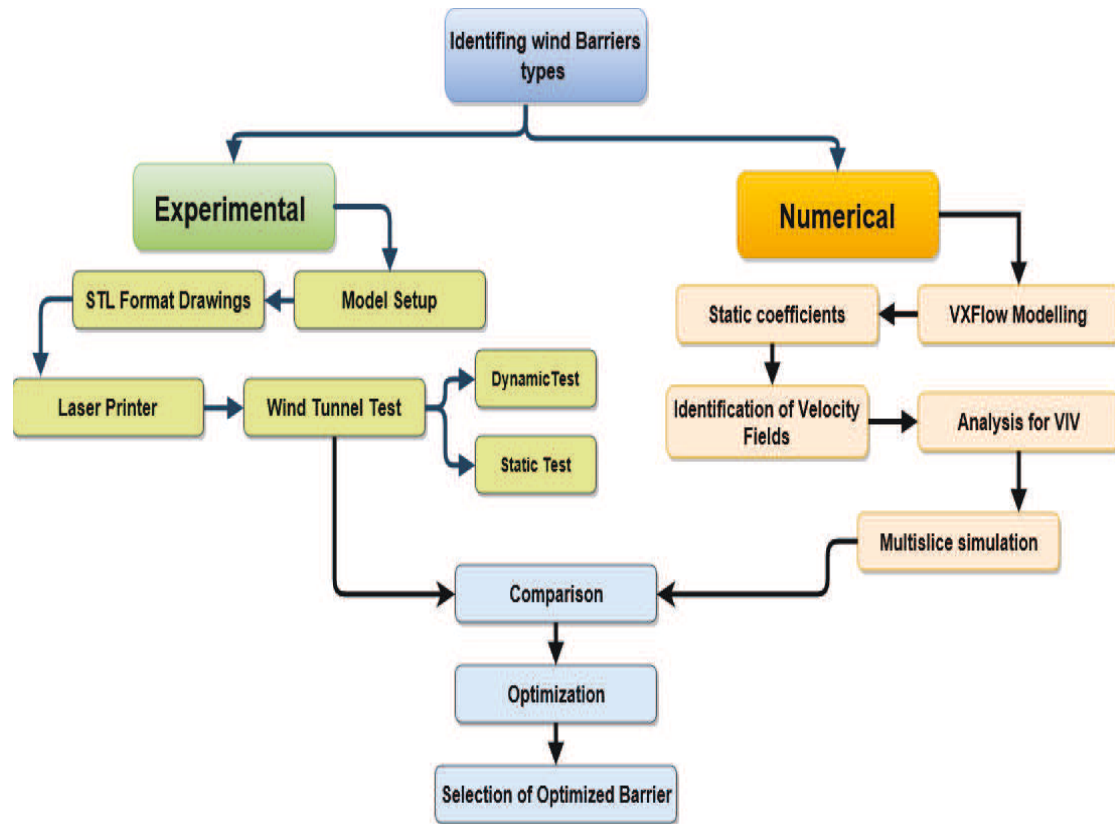 Identifing wind Barriers
types
Experimental
Numerical
STL Format Drawings
Model Setup
Static coefficients
VXFlow Modelling
Laser Printer
Wind Tunnel Test
DynamicTest
Static Test
Identification of Velocity
Fields
Analysis for VIV
Multislice simulation
Comparison
Optimization
Selection of Optimized Barrier